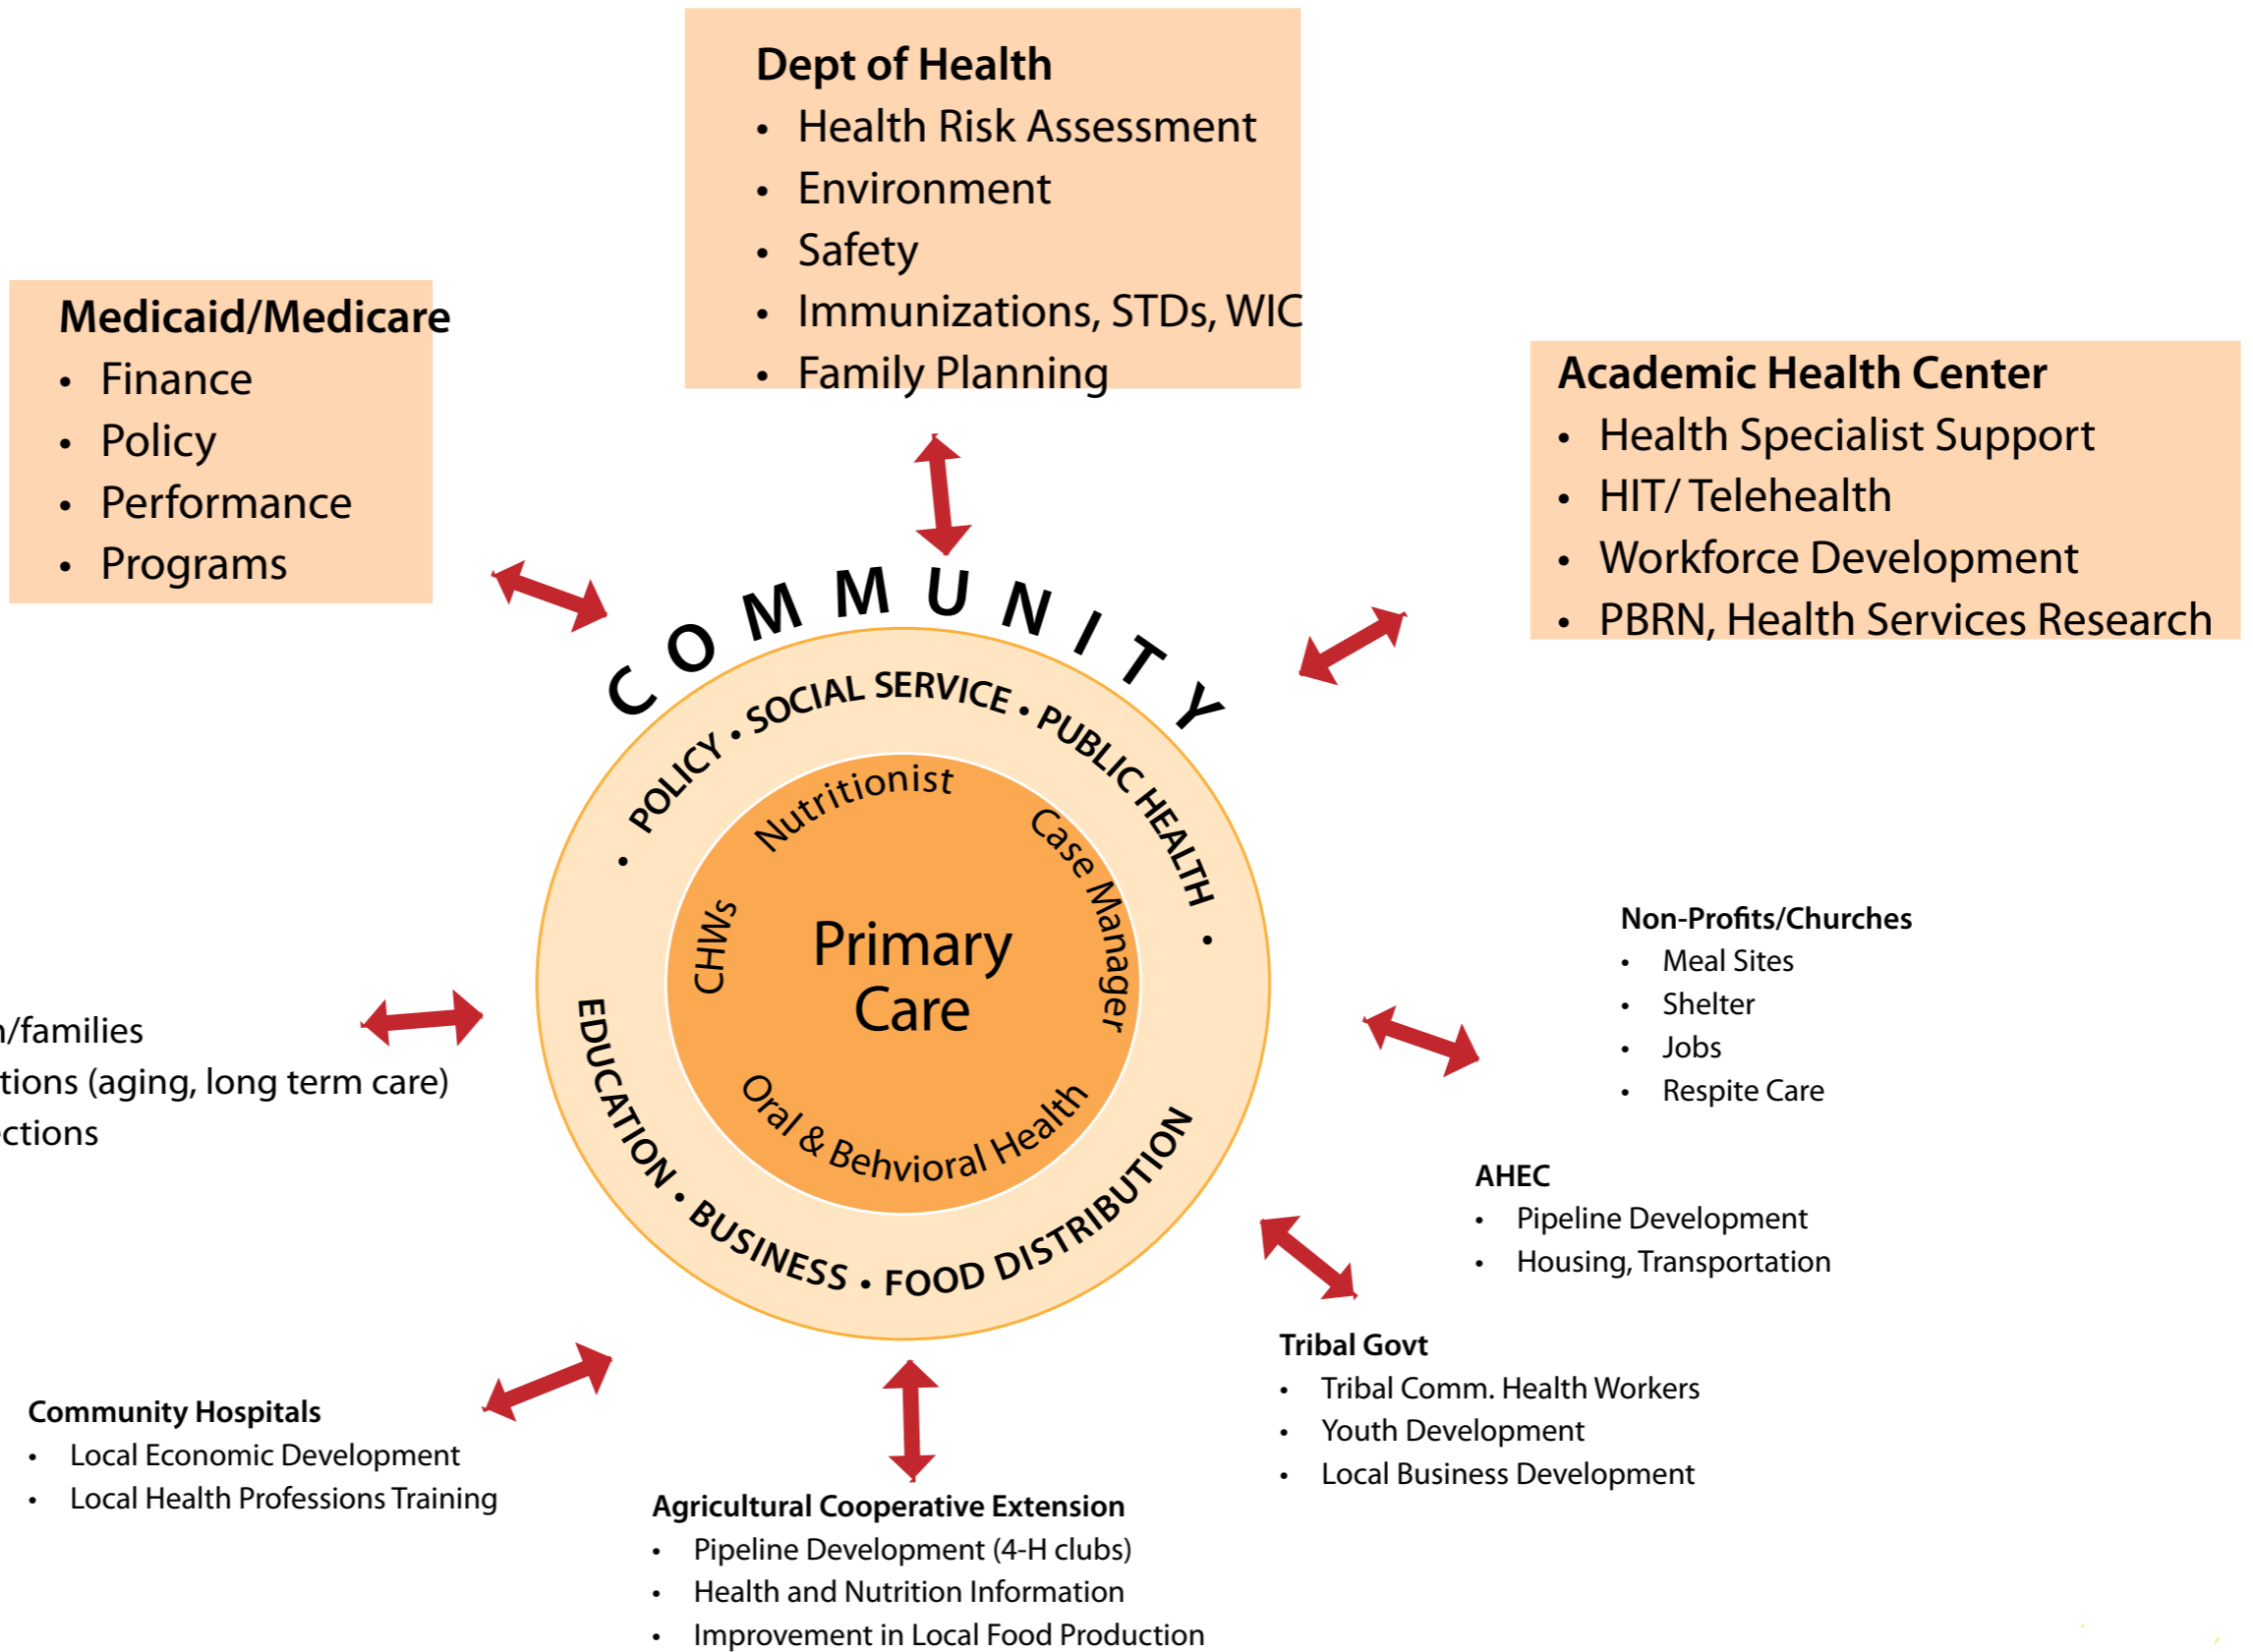 Dept of Health
• Health Risk Assessment
• Environment
• Safety
• Immunizations, STDs, WIC
• Family Planning
Medicaid/Medicare
• Finance
• Policy
• Performance
• Programs
Academic Health Center
• Health Specialist Support
• HIT/ Telehealth
• Workforce Development
• PBRN, Health Services Research
COMMUNITY
• POLICY • SOCIAL SERVICE • PUBLIC HEALTH •
EDUCATION • BUSINESS • FOOD DISTRIBUTION
Nutritionist
Case Manager
CHWs
Primary
Care
Oral & Behvioral Health
/families
(aging, long term care)
Non-Profits/Churches
• Meal Sites
• Shelter
• Jobs
• Respite Care
AHEC
• Pipeline Development
• Housing, Transportation
Tribal Govt
• Tribal Comm. Health Workers
• Youth Development
• Local Business Development
Community Hospitals
• Local Economic Development
• Local Health Professions Training
Agricultural Cooperative Extension
• Pipeline Development (4-H clubs)
• Health and Nutrition Information
• Improvement in Local Food Production